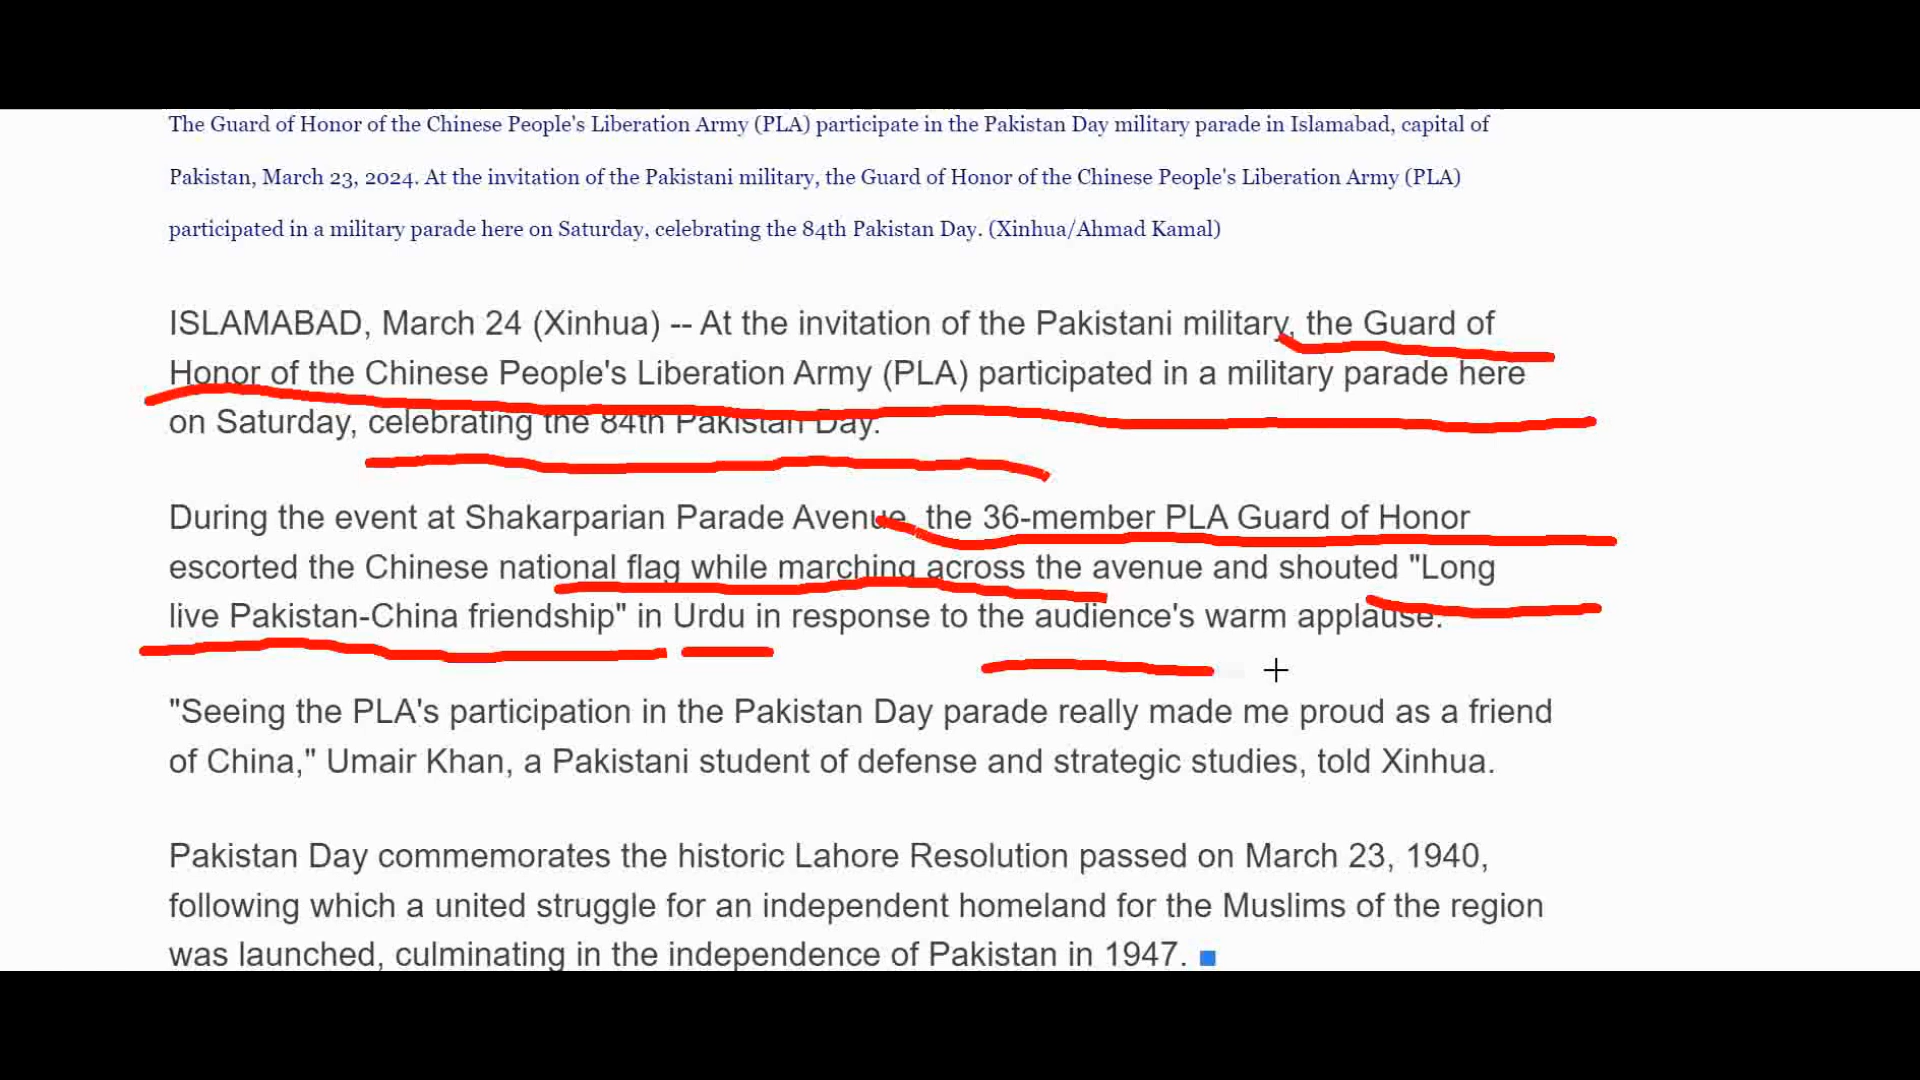 The Guard of Honor of the Chinese People's Liberation Army (PLA) participate in the Pakistan Day military parade in Islamabad, capital of
Pakistan, March 23, 2024. At the invitation of the Pakistani military, the Guard of Honor of the Chinese People's Liberation Army (PLA)
participated in a military parade here on Saturday, celebrating the 84th Pakistan Day. (Xinhua/Ahmad Kamal)
ISLAMABAD, March 24 (Xinhua) -- At the invitation of the Pakistani military, the Guard of
Honor of the Chinese People's Liberation Army (PLA) participated in a military parade here
on Saturday, celebrating the 84th Pakistan Day.
During the event at Shakarparian Parade Avenue, the 36-member PLA Guard of Honor
escorted the Chinese national flag while marching across the avenue and shouted "Long
live Pakistan-China friendship" in Urdu in response to the audience's warm applause.
"Seeing the PLA's participation in the Pakistan Day parade really made me proud as a friend
of China," Umair Khan, a Pakistani student of defense and strategic studies, told Xinhua.
Pakistan Day commemorates the historic Lahore Resolution passed on March 23, 1940,
following which a united struggle for an independent homeland for the Muslims of the region
was launched, culminating in the independence of Pakistan in 1947.